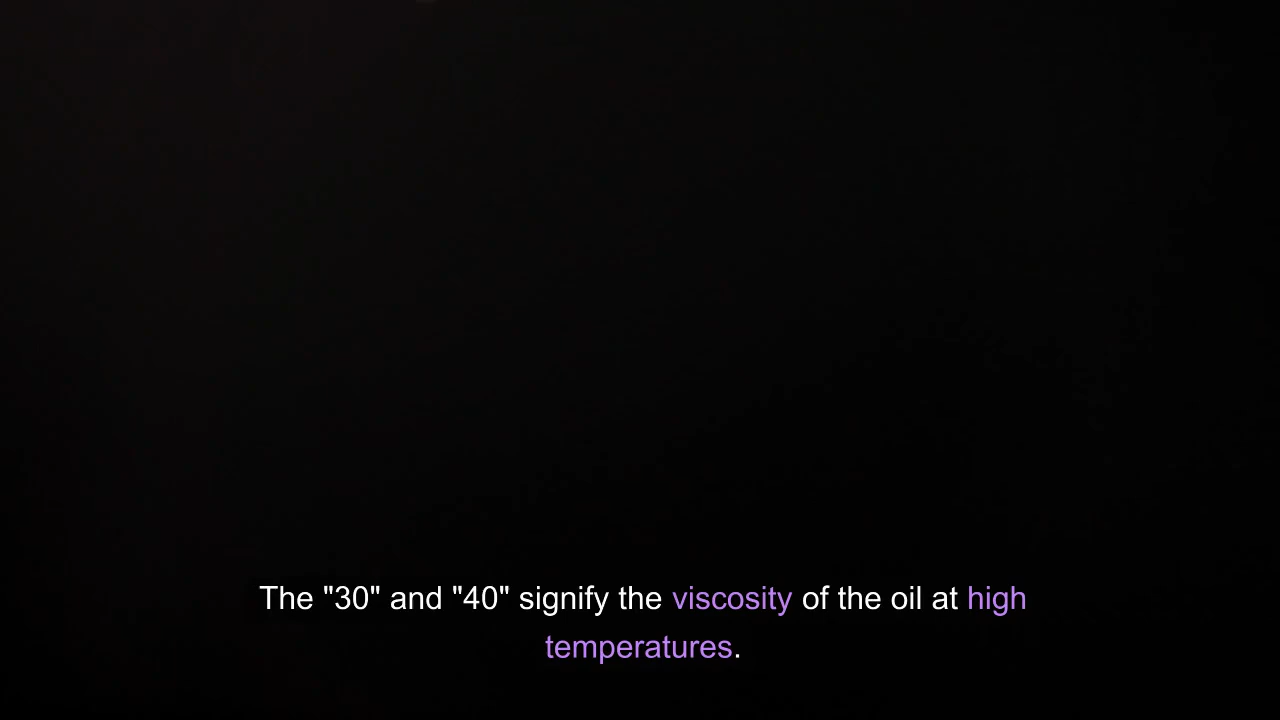 The "30" and "40" signify the viscosity of the oil at high
temperatures.